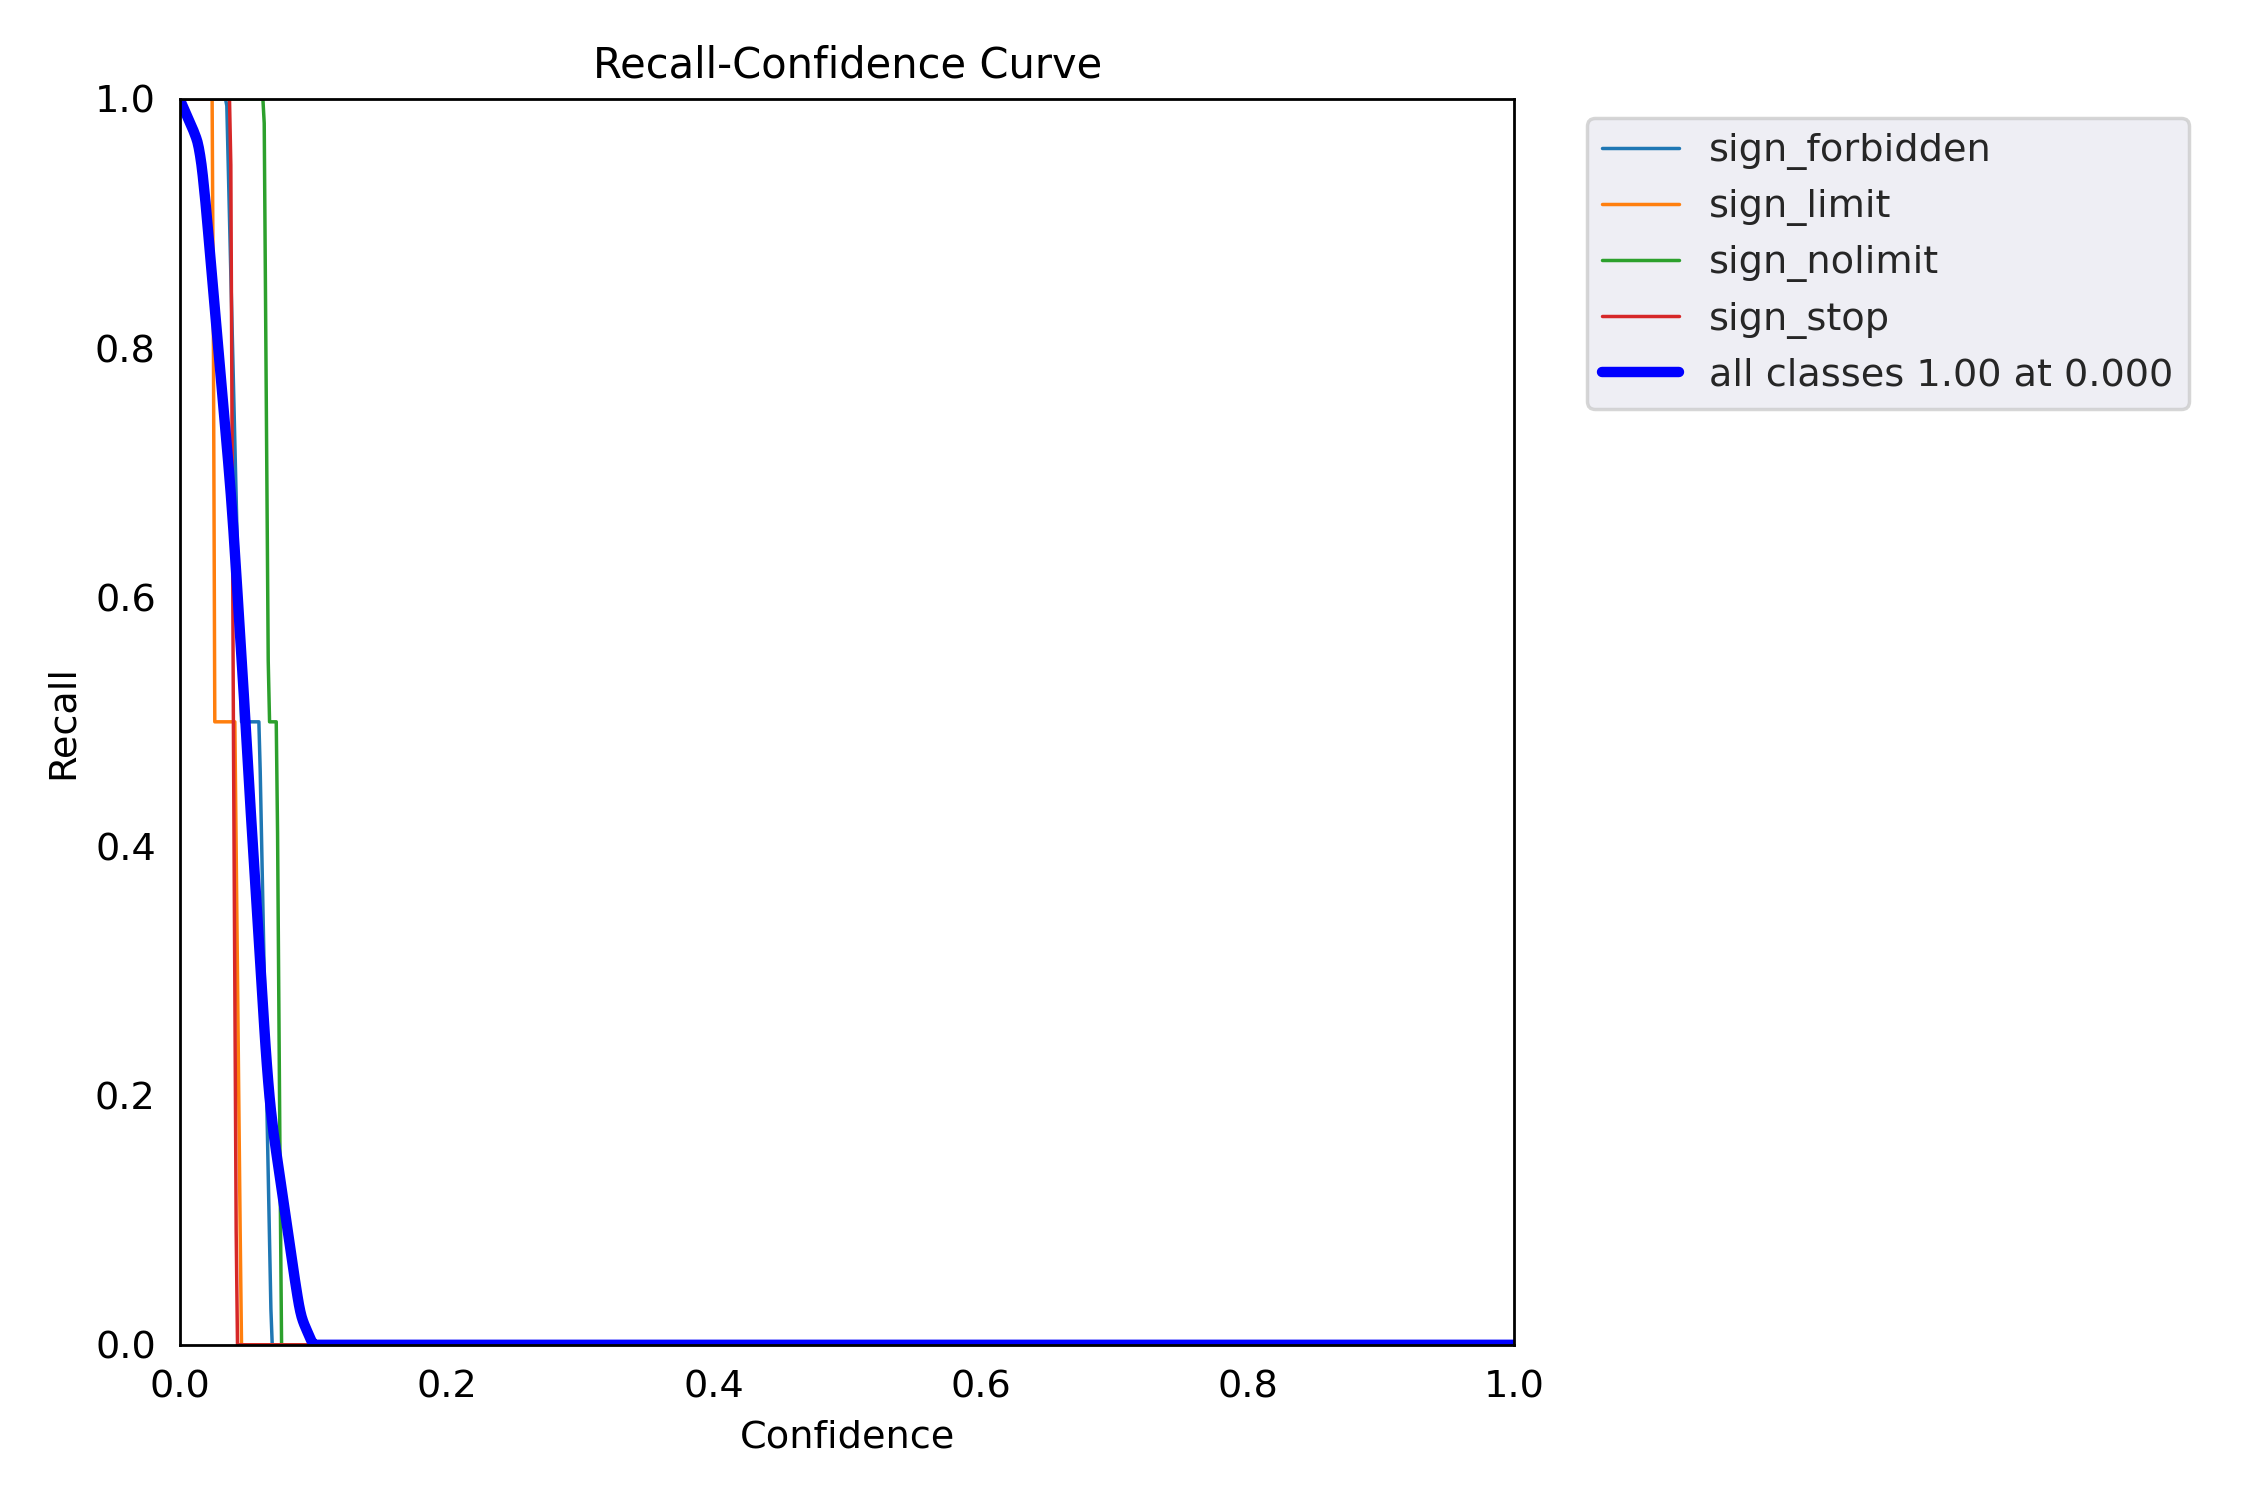 Recall-Confidence Curve
1.0
0.8
0.6
0.4
0.2
0.0
Recall
0.0 0.2 0.4 0.6 0.8 1.0
Confidence
sign_forbidden
sign_limit
sign_nolimit
sign_stop
all classes 1.00 at 0.000